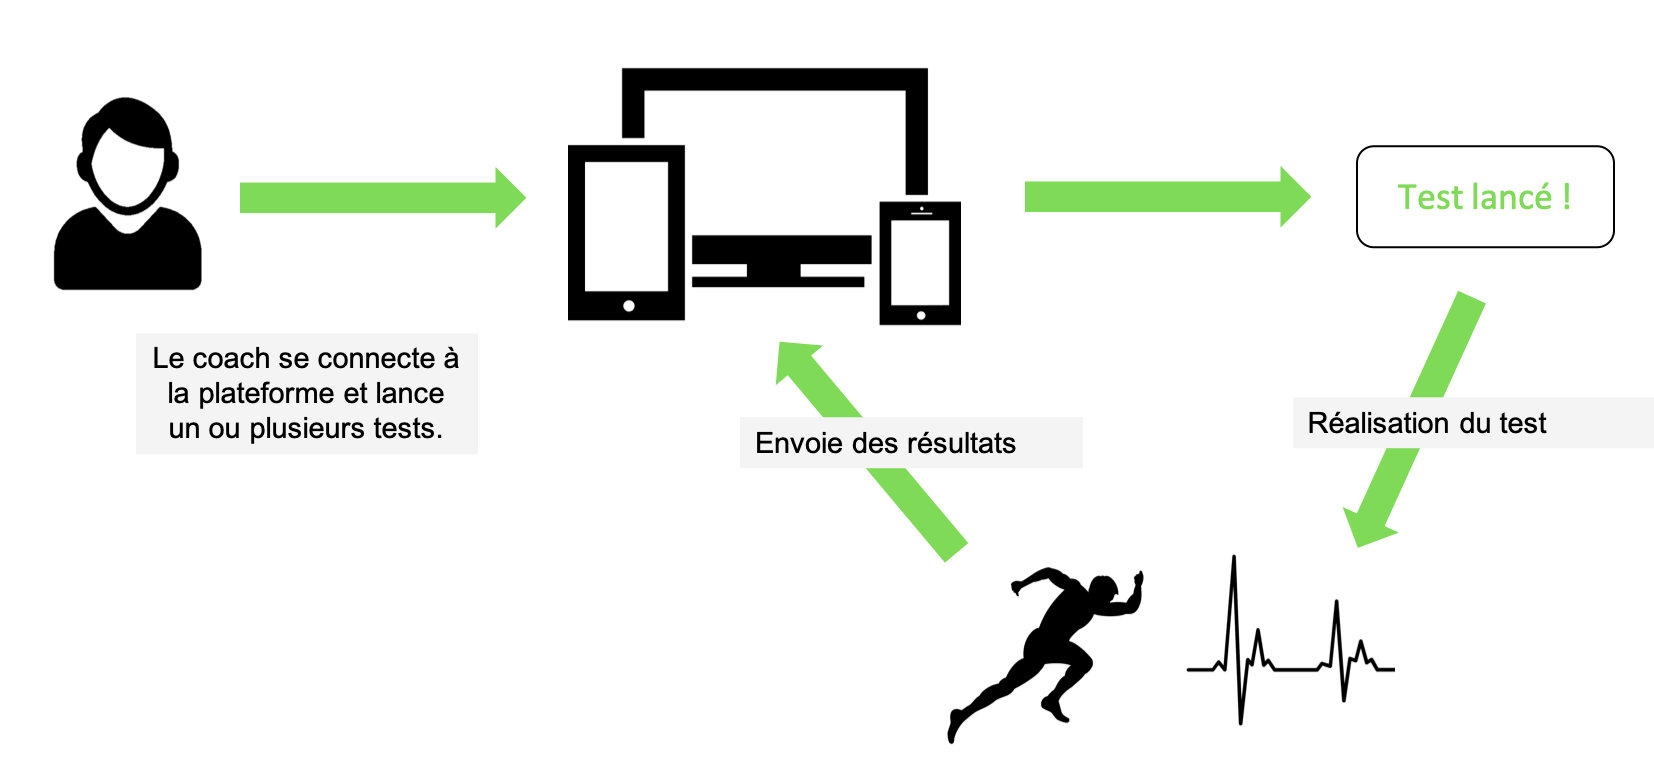 Test lancé !
Le coach se connecte à
la plateforme et lance
un ou plusieurs tests.
Envoie des résultats
Réalisation du test